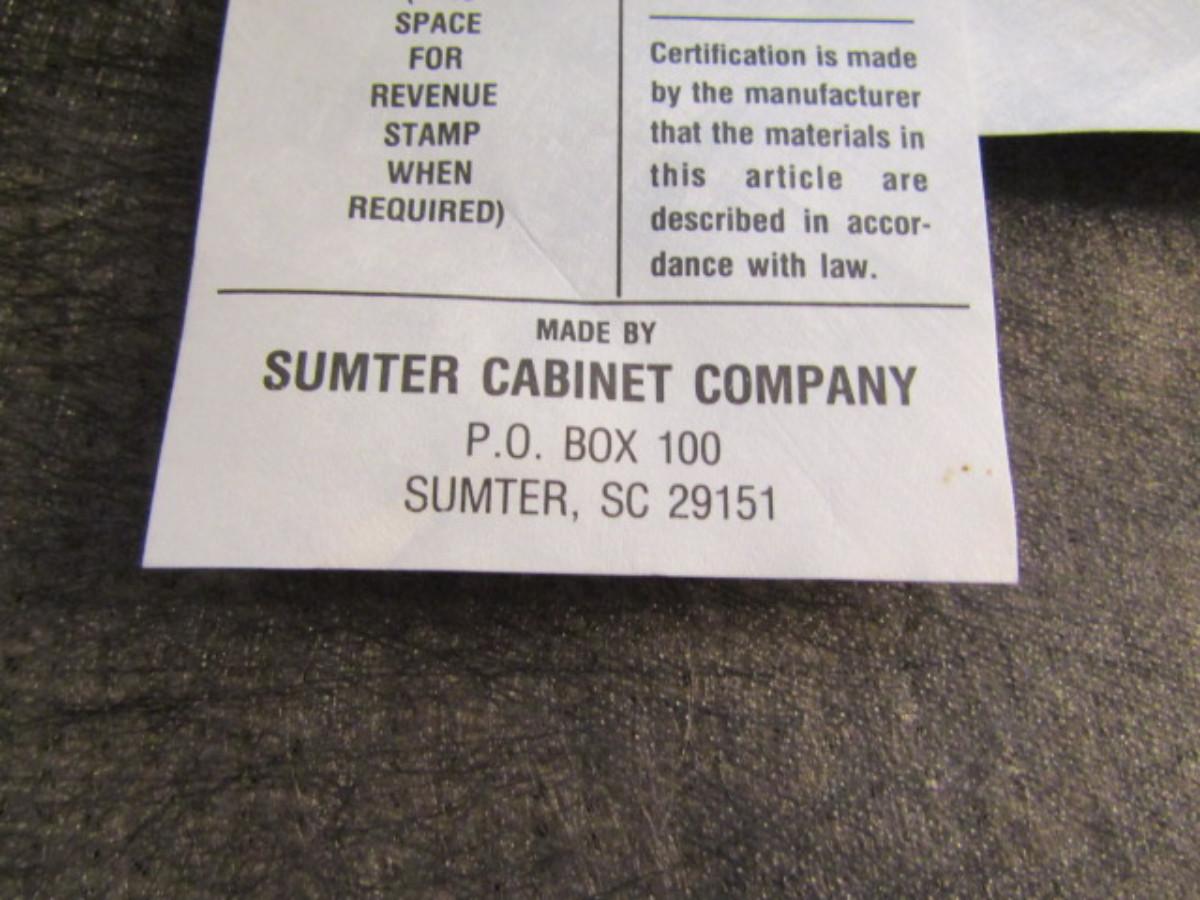 SPACE
FOR
REVENUE
STAMP
WHEN
REQUIRED)
Certification is made
by the manufacturer
that the materials in
this article are
described in accor-
dance with law.
MADE BY
SUMTER CABINET COMPANY
P.O. BOX 100
SUMTER, SC 29151